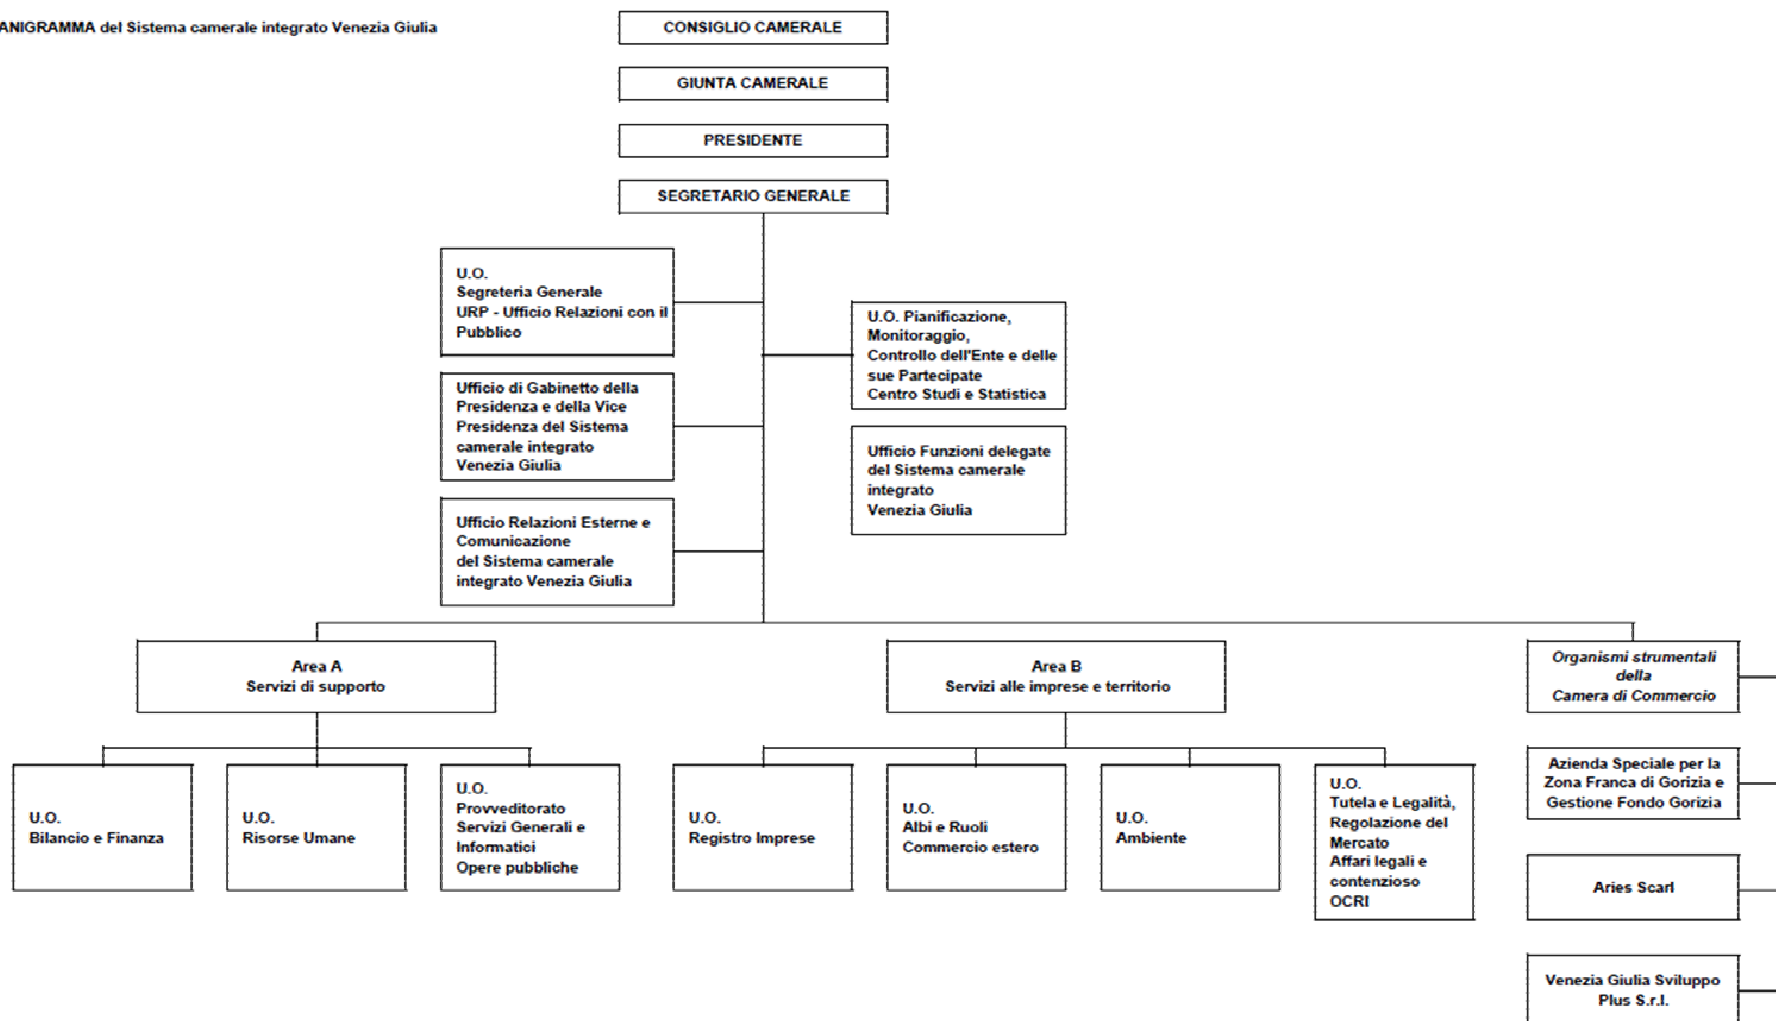 ANIGRAMMA del Sistema camerale integrato Venezia Giulia
CONSIGLIO CAMERALE
GIUNTA CAMERALE
PRESIDENTE
SEGRETARIO GENERALE
U.O.
Segreteria Generale
URP - Ufficio Relazioni con il
Pubblico
U.O. Pianificazione,
Monitoraggio,
Controllo dell'Ente e delle
sue Partecipate
Centro Studi e Statistica
Ufficio di Gabinetto della
Presidenza e della Vice
Presidenza del Sistema
camerale integrato
Venezia Giulia
Ufficio Funzioni delegate
del Sistema camerale
integrato
Venezia Giulia
Ufficio Relazioni Esterne e
Comunicazione
del Sistema camerale
integrato Venezia Giulia
Area A
Servizi di supporto
Area B
Servizi alle imprese e territorio
Organismi strumentali
della
Camera di Commercio
U.O.
Bilancio e Finanza
U.O.
Risorse Umane
U.O.
Provveditorato
Servizi Generali e
Informatici
Opere pubbliche
U.O.
Registro Imprese
U.O.
Albi e Ruoli
Commercio estero
U.O.
Ambiente
U.O.
Tutela e Legalità,
Regolazione del
Mercato
Affari legali e
contenzioso
OCRI
Azienda Speciale per la
Zona Franca di Gorizia e
Gestione Fondo Gorizia
Aries Scarl
Venezia Giulia Sviluppo
Plus S.r.l.